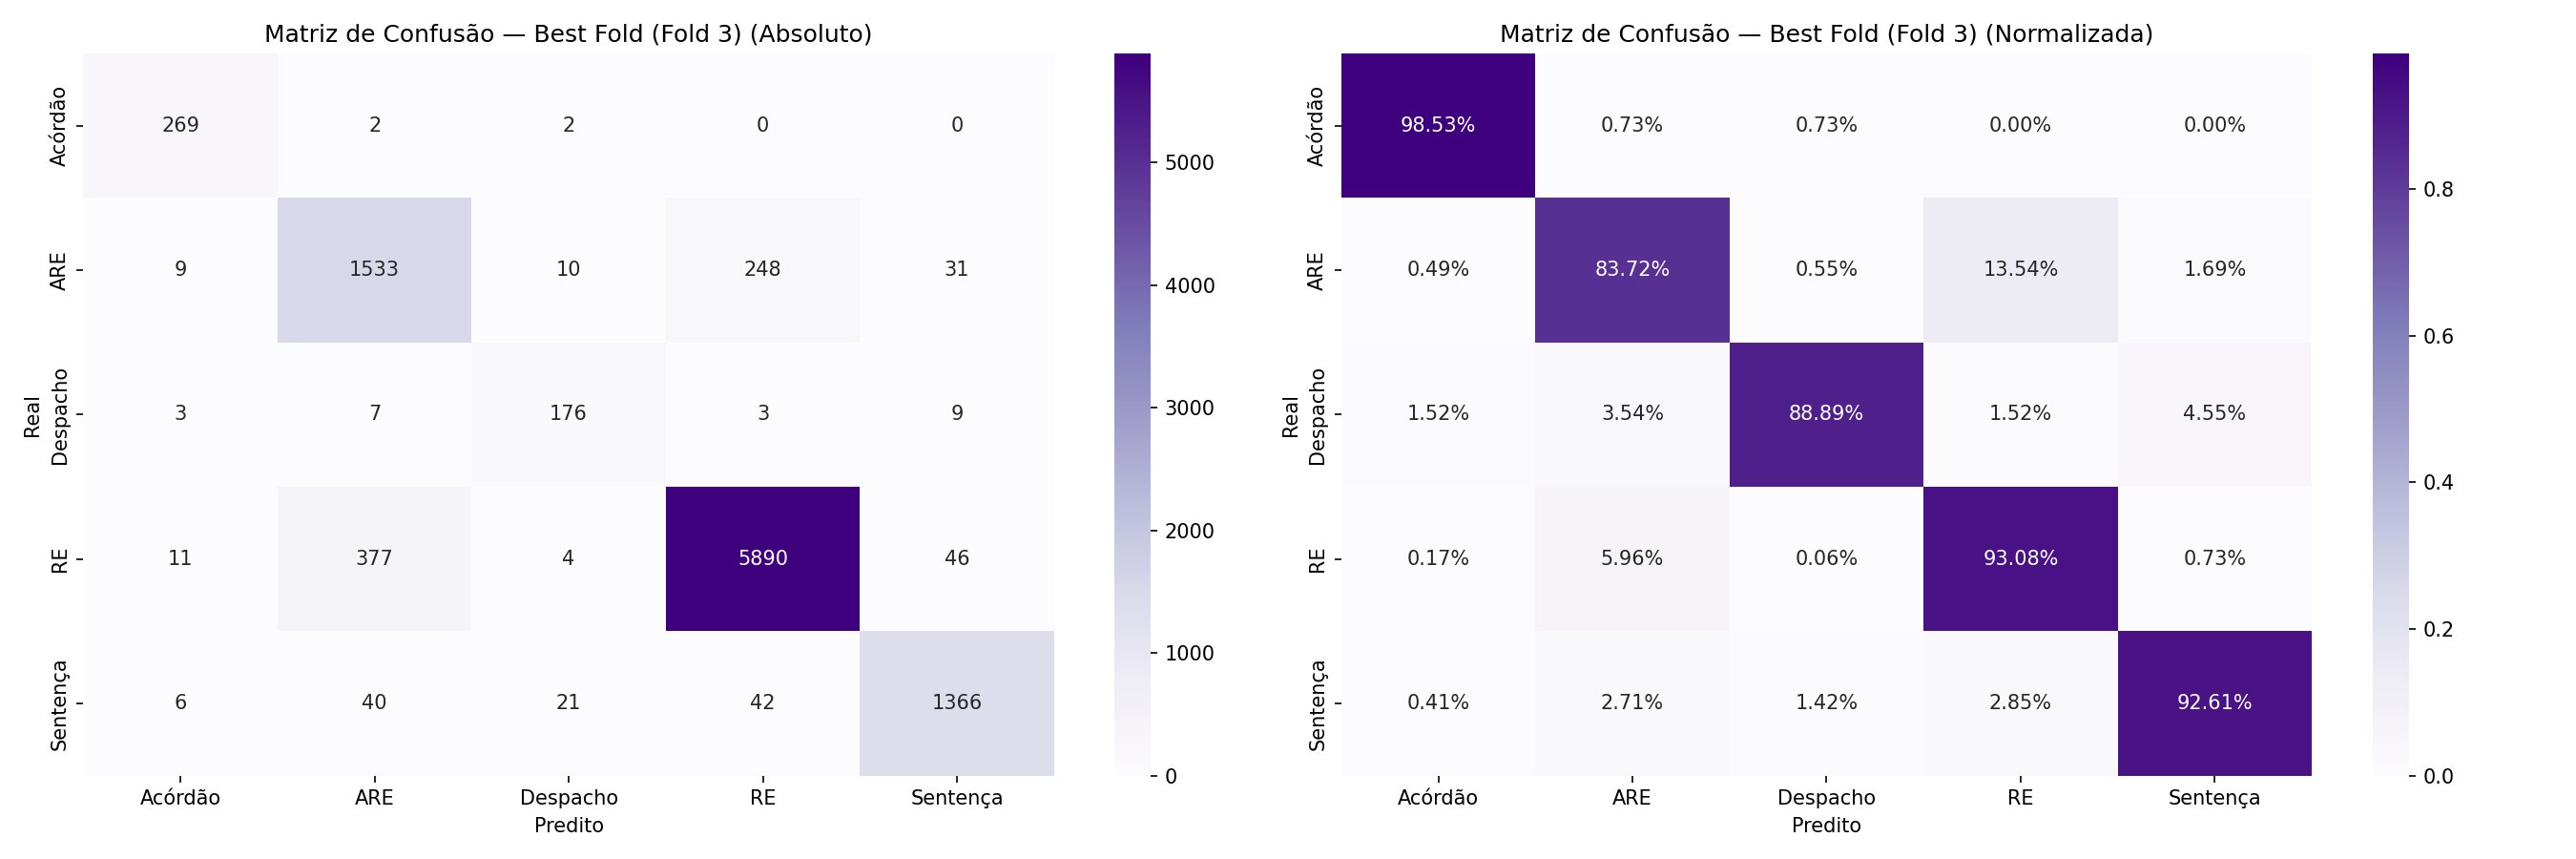 Matriz de Confusão — Best Fold (Fold 3) (Absoluto)
Acórdão 269 2 2 0 0
ARE 9 1533 10 248 31
Despacho 3 7 176 3 9
RE 11 377 4 5890 46
Sentença 6 40 21 42 1366
Real
Acórdão ARE Despacho RE Sentença
Predito
5000
4000
3000
2000
1000
0
Matriz de Confusão — Best Fold (Fold 3) (Normalizada)
Acórdão 98.53% 0.73% 0.73% 0.00% 0.00%
ARE 0.49% 83.72% 0.55% 13.54% 1.69%
Despacho 1.52% 3.54% 88.89% 1.52% 4.55%
RE 0.17% 5.96% 0.06% 93.08% 0.73%
Sentença 0.41% 2.71% 1.42% 2.85% 92.61%
Real
Acórdão ARE Despacho RE Sentença
Predito
0.8
0.6
0.4
0.2
0.0